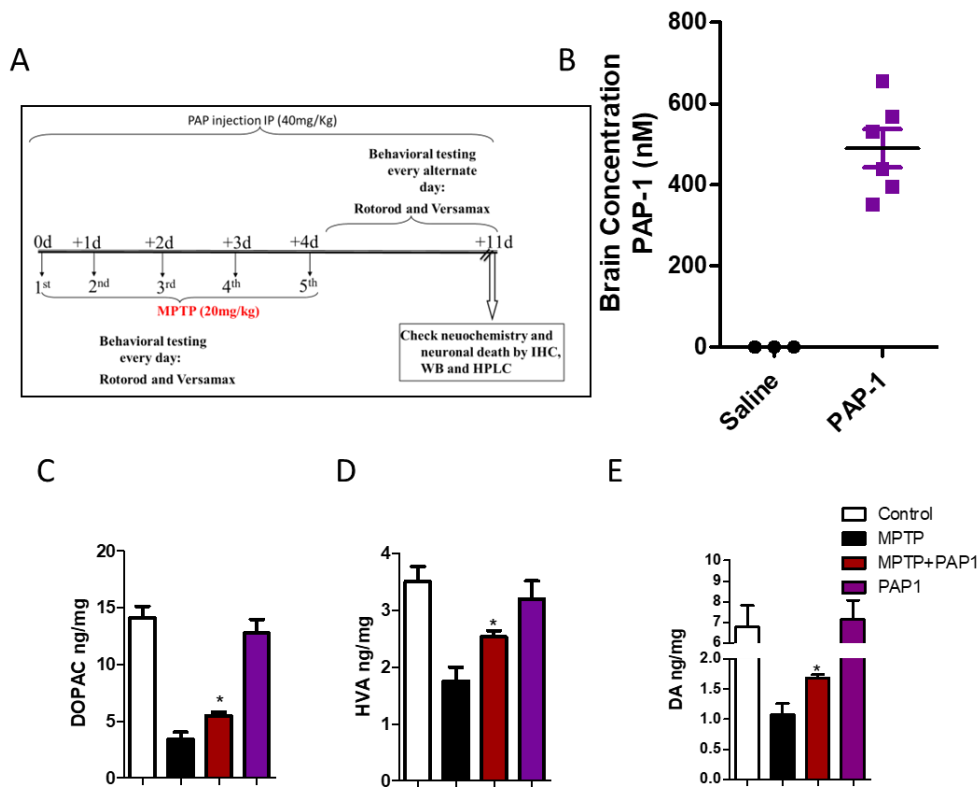 A
PAP injection IP (40mg/Kg)
Behavioral testing
every alternate
day:
Rotorod and Versamax
0d +1d +2d +3d +4d +11d
1st 2nd 3rd 4th 5th
MPTP (20mg/kg)
Behavioral testing
every day:
Rotorod and Versamax
Check neuochemistry and
neuronal death by IHC,
WB and HPLC
B
Brain Concentration
PAP-1 (nM)
800
600
400
200
0
Saline
PAP-1
C
DOPAC ng/mg
20
15
10
5
0
*
D
HVA ng/mg
4
3
2
1
0
*
E
Control
MPTP
MPTP+PAP1
PAP1
DA ng/mg
10
9
8
7
6
2.0
1.5
1.0
0.5
0.0
*